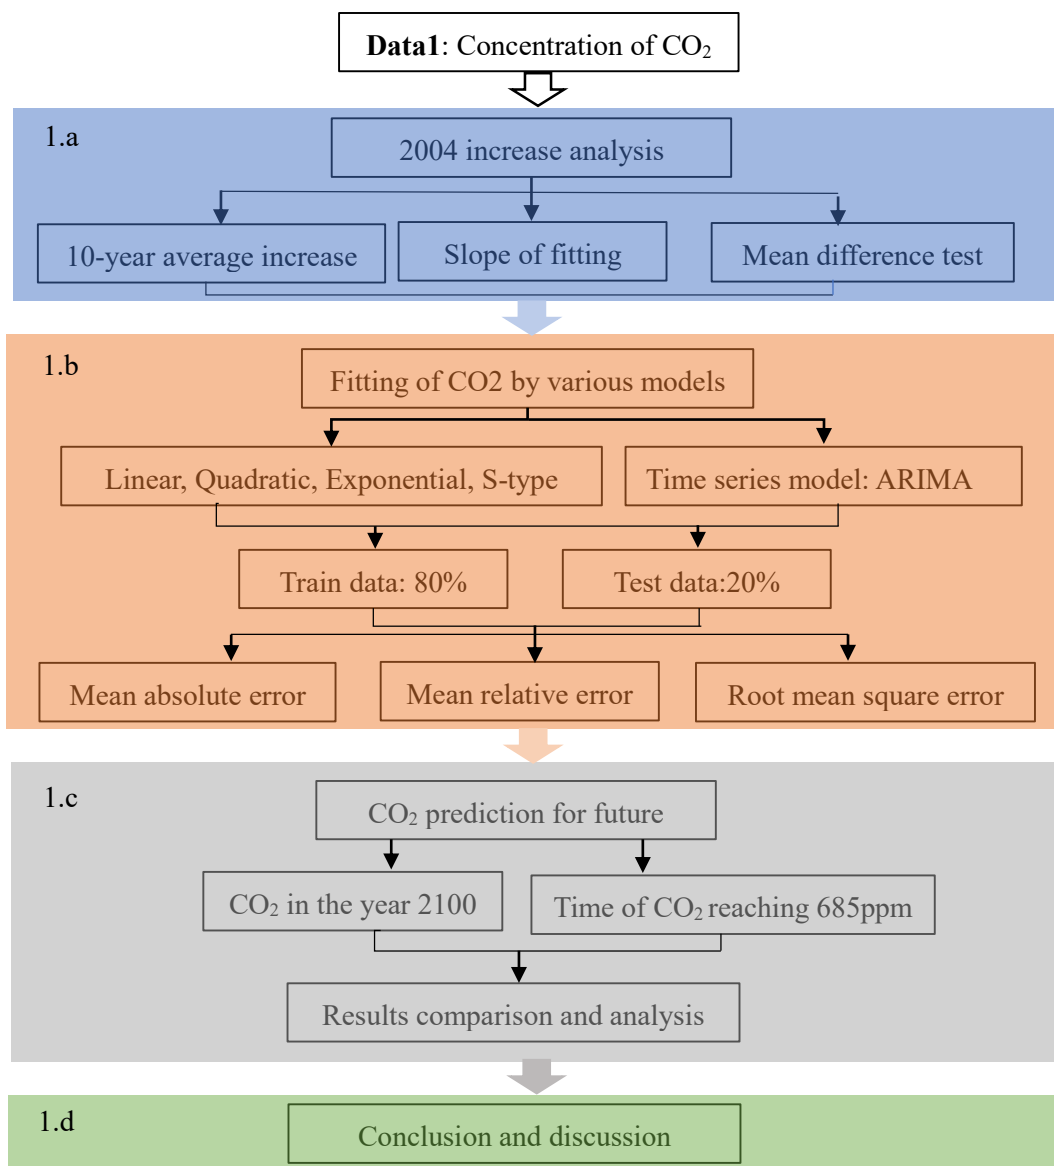 Data1: Concentration of CO₂
1.a
2004 increase analysis
10-year average increase
Slope of fitting
Mean difference test
1.b
Fitting of CO2 by various models
Linear, Quadratic, Exponential, S-type
Time series model: ARIMA
Train data: 80%
Test data:20%
Mean absolute error
Mean relative error
Root mean square error
1.c
CO₂ prediction for future
CO₂ in the year 2100
Time of CO₂ reaching 685ppm
Results comparison and analysis
1.d
Conclusion and discussion